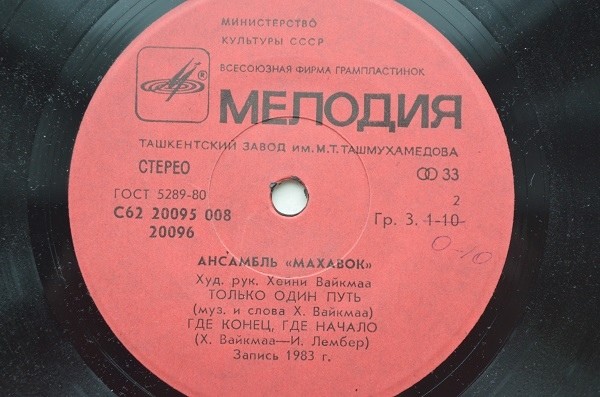 МИНИСТЕРСТВО
КУЛЬТУРЫ СССР
ВСЕСОЮЗНАЯ ФИРМА ГРАМПЛАСТИНОК
® МЕЛОДИЯ
ТАШКЕНТСКИЙ ЗАВОД ИМ. М.Т. ТАШМУХАМЕДОВА
СТЕРЕО
33
ГОСТ 5289-80
2
С62 20095 008
Гр. 3. 1-10
20096
0-10
АНСАМБЛЬ «МАХАВОК»
Худ. рук. Хейни Вайкмаа
ТОЛЬКО ОДИН ПУТЬ
(муз. и слова Х. Вайкмаа)
ГДЕ КОНЕЦ, ГДЕ НАЧАЛО
(Х. Вайкмаа—И. Лембер)
Запись 1983 г.